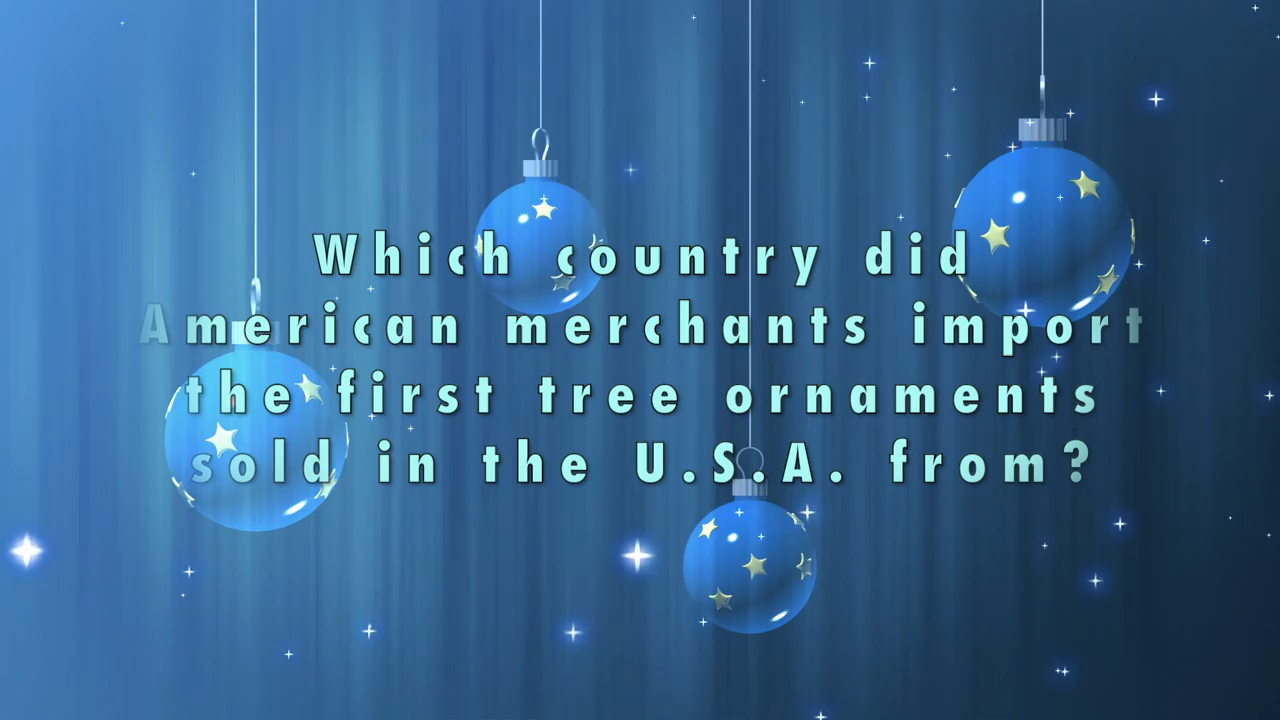 Which country did
American merchants import
the first tree ornaments
sold in the U.S.A. from?